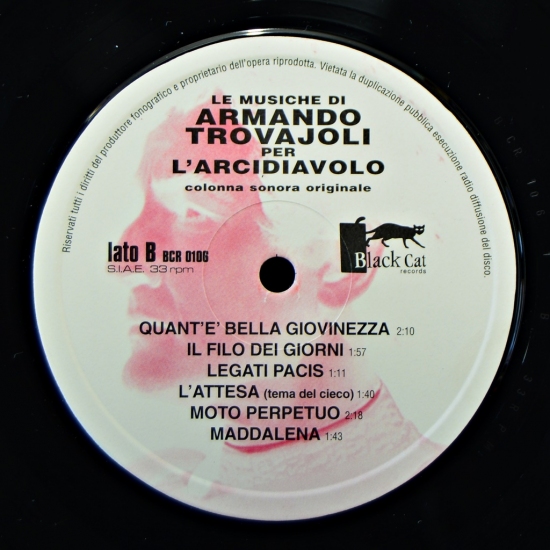 Riservati tutti i diritti del produttore fonografico e proprietario dell'opera riprodotta. Vietata la duplicazione pubblica esecuzione radio diffusione del disco.
LE MUSICHE DI
ARMANDO
TROVAJOLI
PER
L'ARCIDIAVOLO
colonna sonora originale
lato B BCR 0106
S.I.A.E. 33 rpm
Black Cat
records
QUANT'E' BELLA GIOVINEZZA 2:10
IL FILO DEI GIORNI 1:57
LEGATI PACIS 1:11
L'ATTESA (tema del cieco) 1:40
MOTO PERPETUO 2:18
MADDALENA 1:43